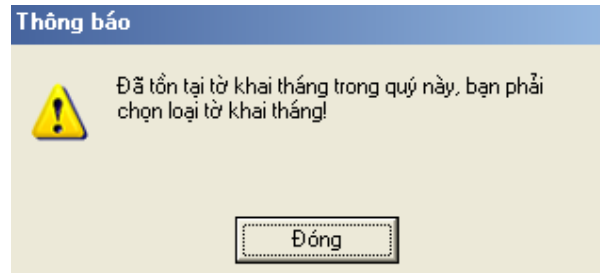 Thông báo
Đã tồn tại tờ khai tháng trong quý này, bạn phải
chọn loại tờ khai tháng!
Đóng